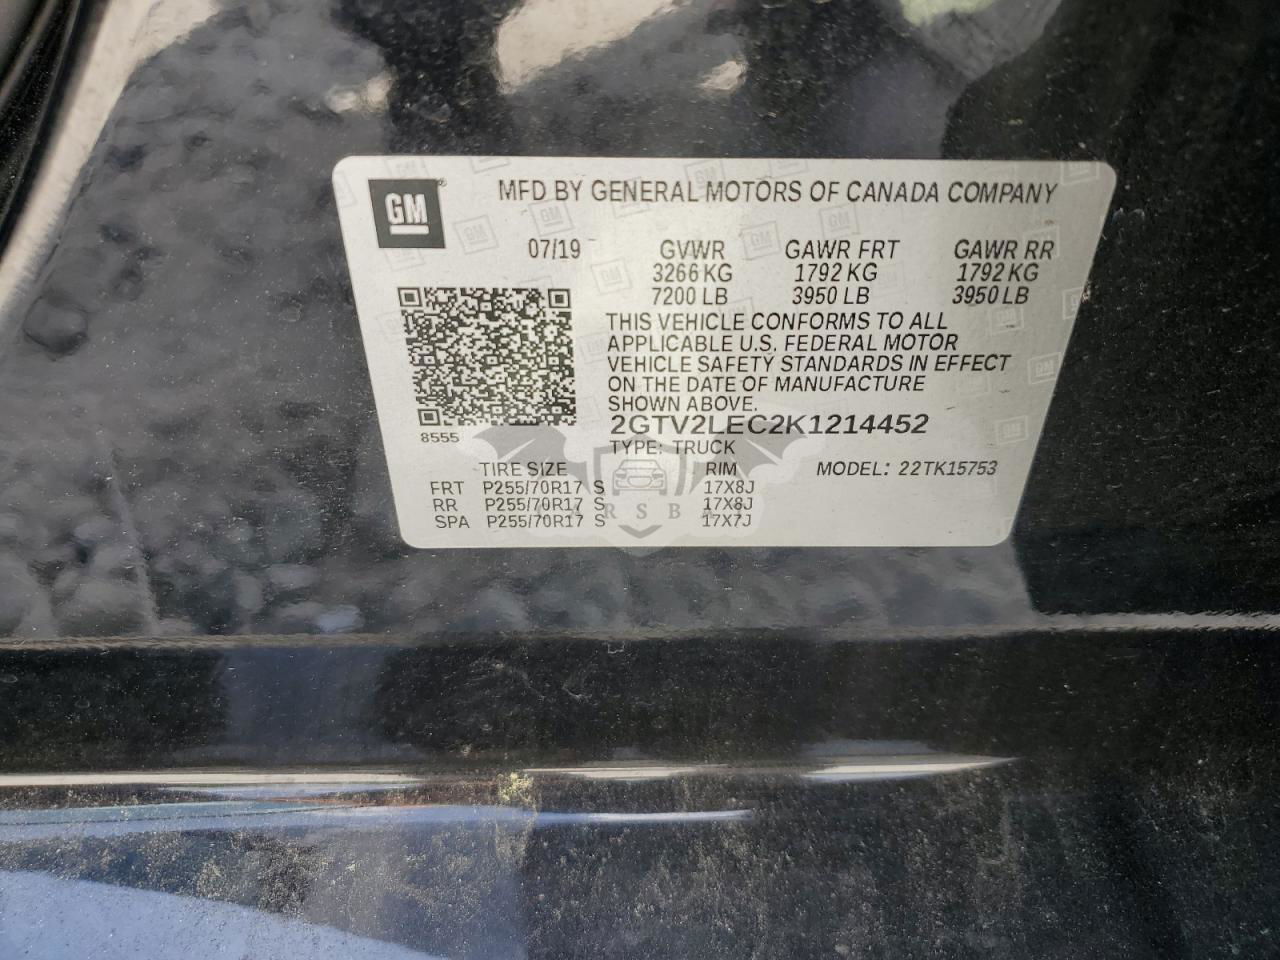 GM ®
MFD BY GENERAL MOTORS OF CANADA COMPANY
07/19 GVWR GAWR FRT GAWR RR
3266 KG 1792 KG 1792 KG
7200 LB 3950 LB 3950 LB
THIS VEHICLE CONFORMS TO ALL
APPLICABLE U.S. FEDERAL MOTOR
VEHICLE SAFETY STANDARDS IN EFFECT
ON THE DATE OF MANUFACTURE
SHOWN ABOVE.
8555
2GTV2LEC2K1214452
TYPE: TRUCK
TIRE SIZE RIM MODEL: 22TK15753
FRT P255/70R17 S 17X8J
RR P255/70R17 S 17X8J
SPA P255/70R17 S 17X7J